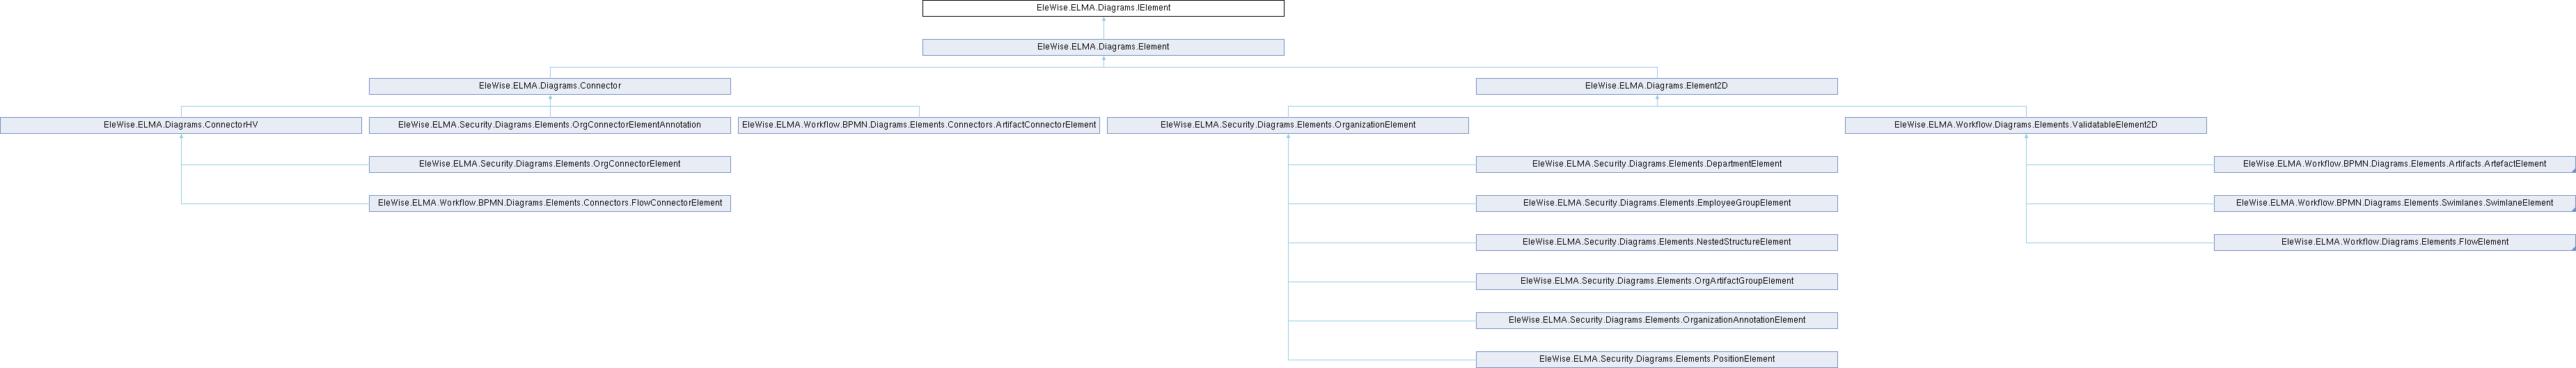 EleWise.ELMA.Diagrams.IElement
EleWise.ELMA.Diagrams.Element
EleWise.ELMA.Diagrams.Connector
EleWise.ELMA.Diagrams.Element2D
EleWise.ELMA.Diagrams.ConnectorHV
EleWise.ELMA.Security.Diagrams.Elements.OrgConnectorElementAnnotation
EleWise.ELMA.Workflow.BPMN.Diagrams.Elements.Connectors.ArtifactConnectorElement
EleWise.ELMA.Security.Diagrams.Elements.OrganizationElement
EleWise.ELMA.Workflow.Diagrams.Elements.ValidatableElement2D
EleWise.ELMA.Security.Diagrams.Elements.OrgConnectorElement
EleWise.ELMA.Security.Diagrams.Elements.DepartmentElement
EleWise.ELMA.Workflow.BPMN.Diagrams.Elements.Artifacts.ArtefactElement
EleWise.ELMA.Workflow.BPMN.Diagrams.Elements.Connectors.FlowConnectorElement
EleWise.ELMA.Security.Diagrams.Elements.EmployeeGroupElement
EleWise.ELMA.Workflow.BPMN.Diagrams.Elements.Swimlanes.SwimlaneElement
EleWise.ELMA.Security.Diagrams.Elements.NestedStructureElement
EleWise.ELMA.Workflow.Diagrams.Elements.FlowElement
EleWise.ELMA.Security.Diagrams.Elements.OrgArtifactGroupElement
EleWise.ELMA.Security.Diagrams.Elements.OrganizationAnnotationElement
EleWise.ELMA.Security.Diagrams.Elements.PositionElement